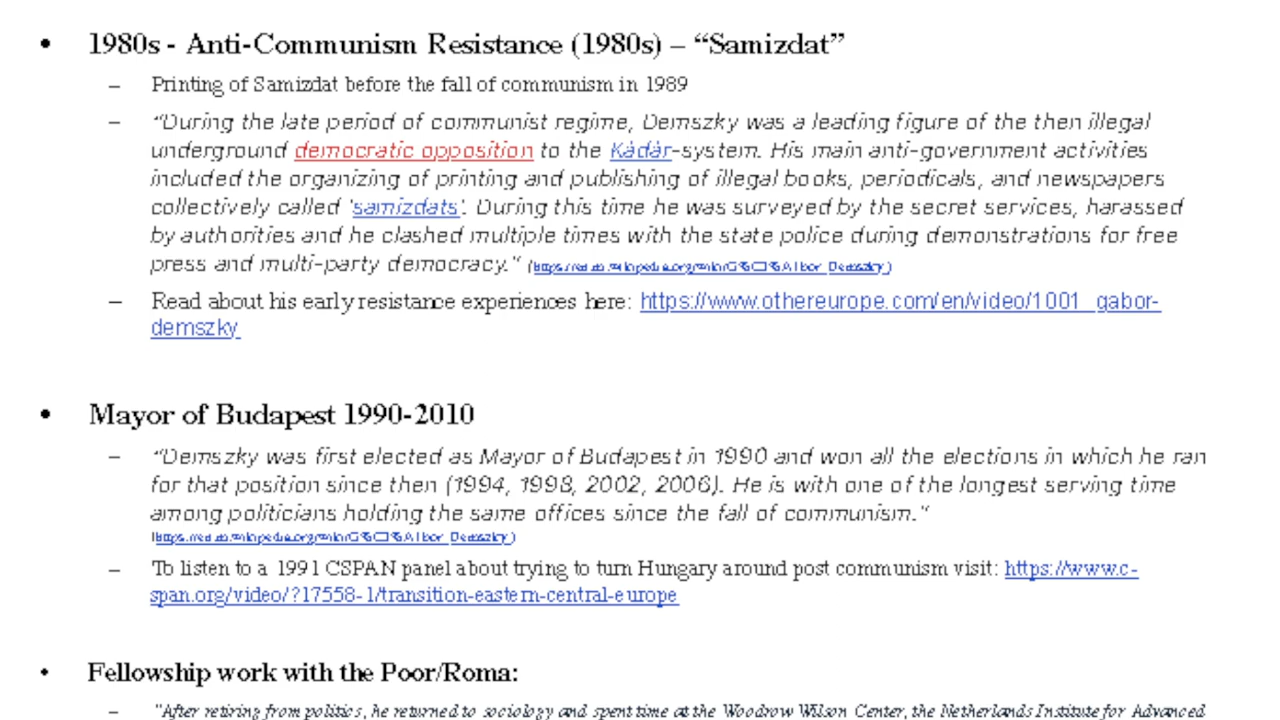 • 1980s - Anti-Communism Resistance (1980s) – “Samizdat”
– Printing of Samizdat before the fall of communism in 1989
– “During the late period of communist regime, Demszky was a leading figure of the then illegal
underground democratic opposition to the Kádár-system. His main anti-government activities
included the organizing of printing and publishing of illegal books, periodicals, and newspapers
collectively called 'samizdats'. During this time he was surveyed by the secret services, harassed
by authorities and he clashed multiple times with the state police during demonstrations for free
press and multi-party democracy.”
– Read about his early resistance experiences here: https://www.othereurope.com/en/video/1001_gabor-
demszky
• Mayor of Budapest 1990-2010
– “Demszky was first elected as Mayor of Budapest in 1990 and won all the elections in which he ran
for that position since then (1994, 1998, 2002, 2006). He is with one of the longest serving time
among politicians holding the same offices since the fall of communism.”
– To listen to a 1991 CSPAN panel about trying to turn Hungary around post communism visit: https://www.c-
span.org/video/?17558-1/transition-eastern-central-europe
• Fellowship work with the Poor/Roma:
– “After retiring from politics, he returned to sociology and spent time at the Woodrow Wilson Center, the Netherlands Institute for Advanced